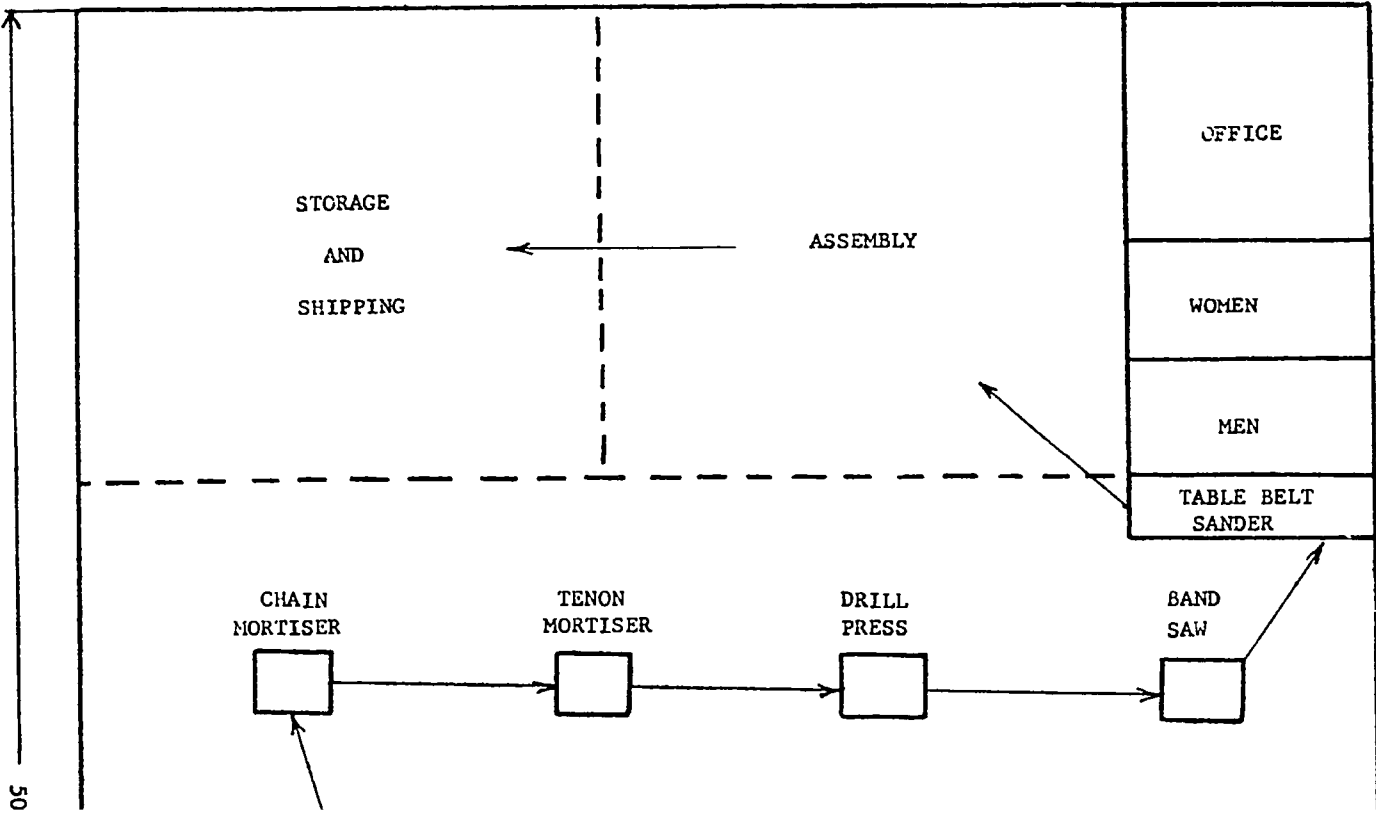 OFFICE
STORAGE
AND
SHIPPING
ASSEMBLY
WOMEN
MEN
TABLE BELT
SANDER
CHAIN
MORTISER
TENON
MORTISER
DRILL
PRESS
BAND
SAW
50